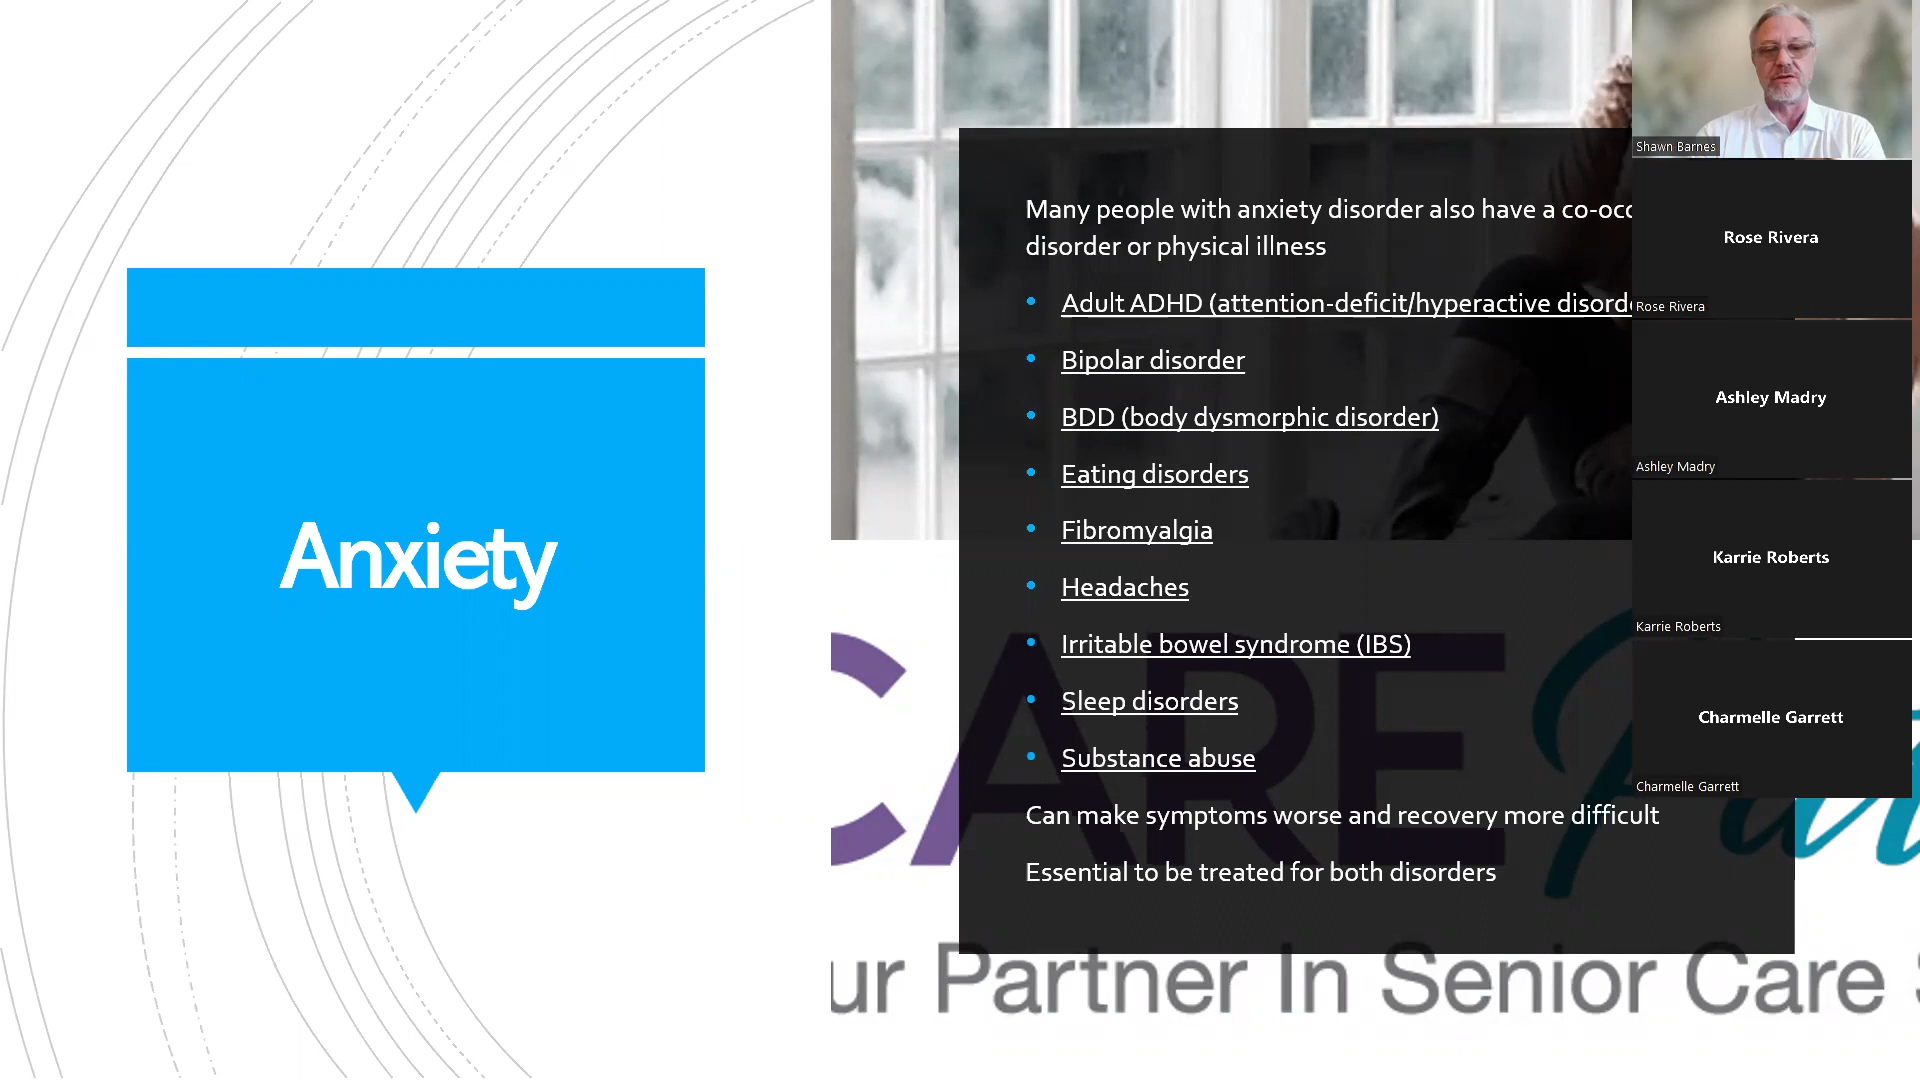 Anxiety
Many people with anxiety disorder also have a
disorder or physical illness
Adult ADHD (attention-deficit/hyperactive
Bipolar disorder
BDD (body dysmorphic disorder)
Eating disorders
Fibromyalgia
Headaches
Irritable bowel syndrome (IBS)
Sleep disorders
Substance abuse
Can make symptoms worse and recovery more difficult
Essential to be treated for both disorders
CARE
ur Partner In Senior Care
Shawn Barnes
Rose Rivera
Rose Rivera
Ashley Madry
Ashley Madry
Karrie Roberts
Karrie Roberts
Charmelle Garrett
Charmelle Garrett